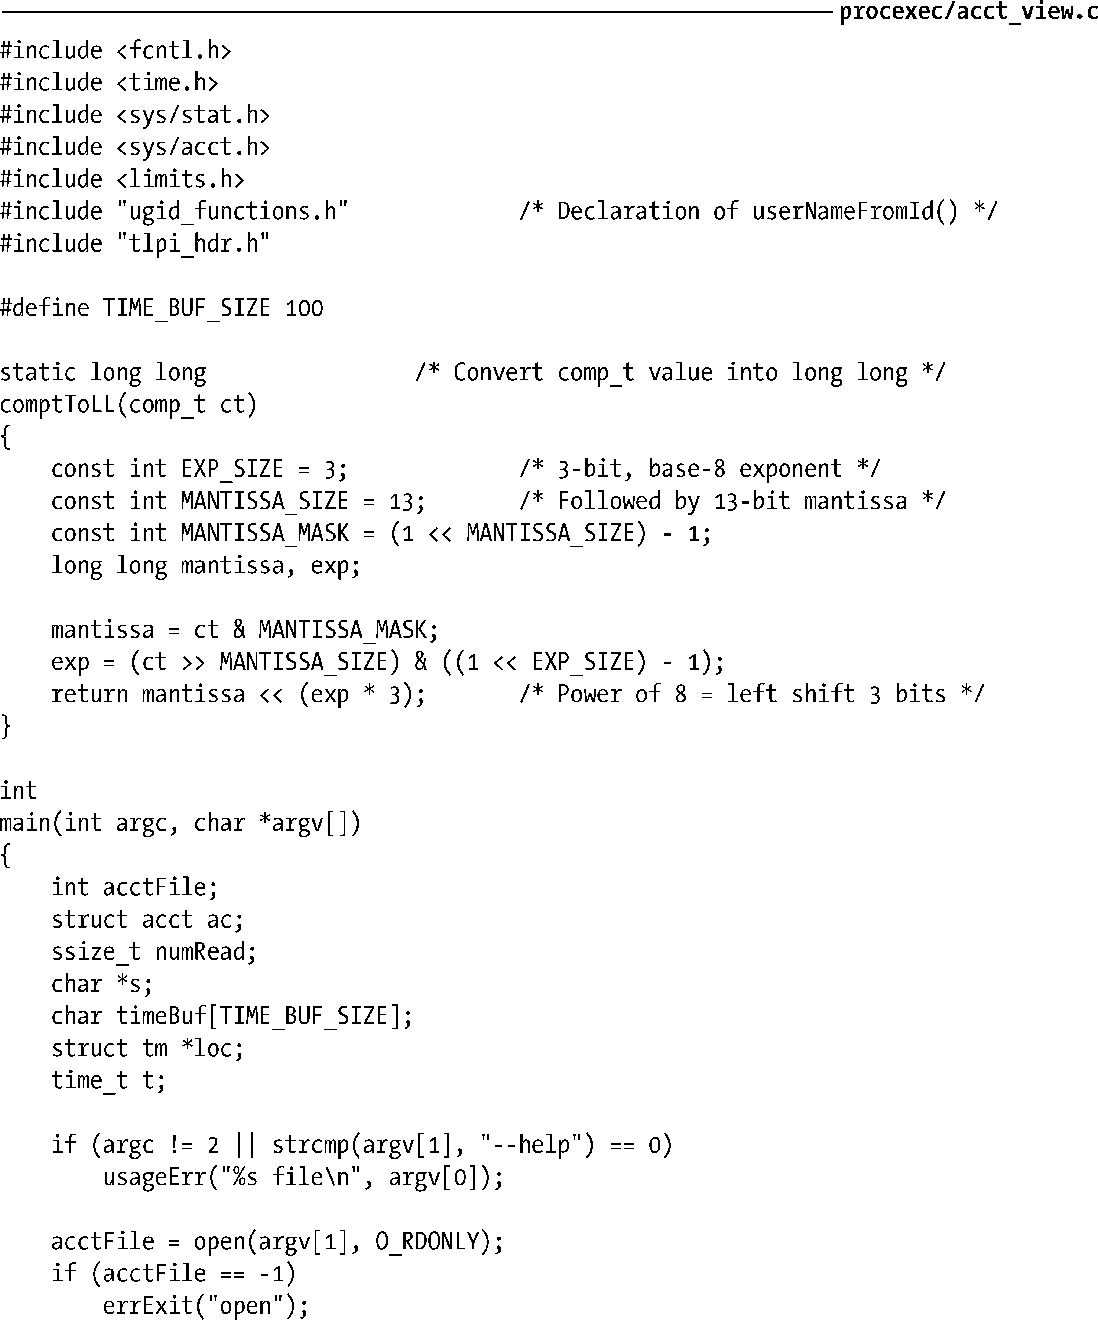 procexec/acct_view.c
#include <fcntl.h>
#include <time.h>
#include <sys/stat.h>
#include <sys/acct.h>
#include <limits.h>
#include "ugid_functions.h"             /* Declaration of userNameFromId() */
#include "tlpi_hdr.h"

#define TIME_BUF_SIZE 100

static long long                /* Convert comp_t value into long long */
comptToLL(comp_t ct)
{
    const int EXP_SIZE = 3;             /* 3-bit, base-8 exponent */
    const int MANTISSA_SIZE = 13;       /* Followed by 13-bit mantissa */
    const int MANTISSA_MASK = (1 << MANTISSA_SIZE) - 1;
    long long mantissa, exp;

    mantissa = ct & MANTISSA_MASK;
    exp = (ct >> MANTISSA_SIZE) & ((1 << EXP_SIZE) - 1);
    return mantissa << (exp * 3);       /* Power of 8 = left shift 3 bits */
}

int
main(int argc, char *argv[])
{
    int acctFile;
    struct acct ac;
    ssize_t numRead;
    char *s;
    char timeBuf[TIME_BUF_SIZE];
    struct tm *loc;
    time_t t;

    if (argc != 2 || strcmp(argv[1], "--help") == 0)
        usageErr("%s file\n", argv[0]);

    acctFile = open(argv[1], O_RDONLY);
    if (acctFile == -1)
        errExit("open");